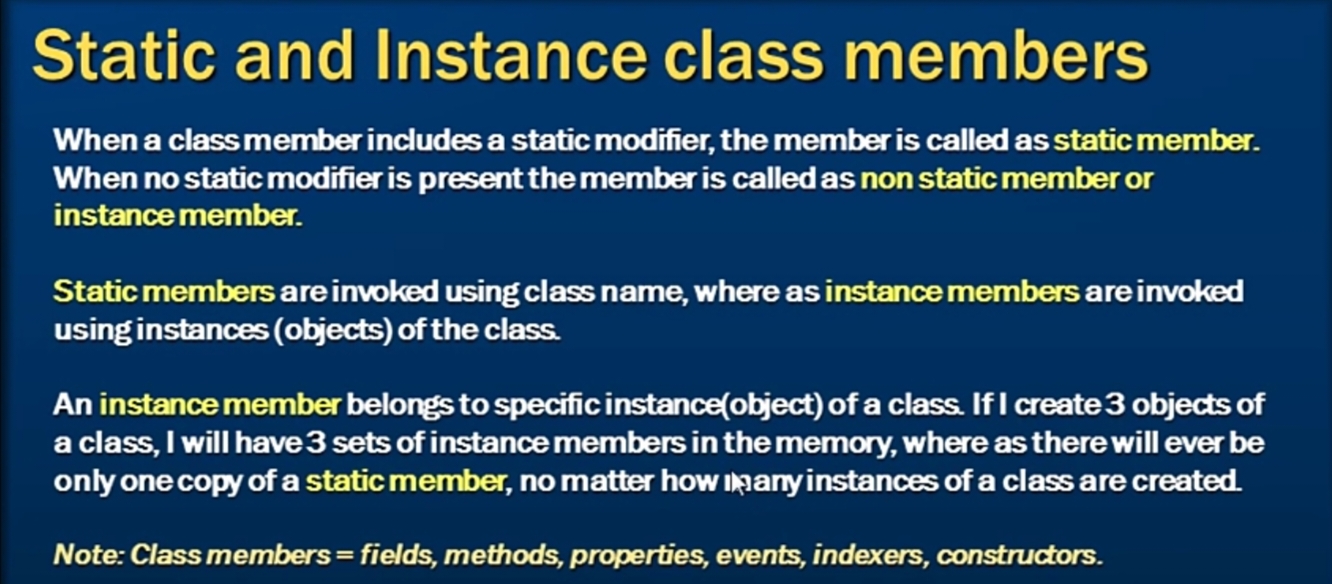 Static and Instance class members
When a class member includes a static modifier, the member is called as static member.
When no static modifier is present the member is called as non static member or
instance member.
Static members are invoked using class name, where as instance members are invoked
using instances (objects) of the class.
An instance member belongs to specific instance(object) of a class. If I create 3 objects of
a class, I will have 3 sets of instance members in the memory, where as there will ever be
only one copy of a static member, no matter how many instances of a class are created.
Note: Class members = fields, methods, properties, events, indexers, constructors.